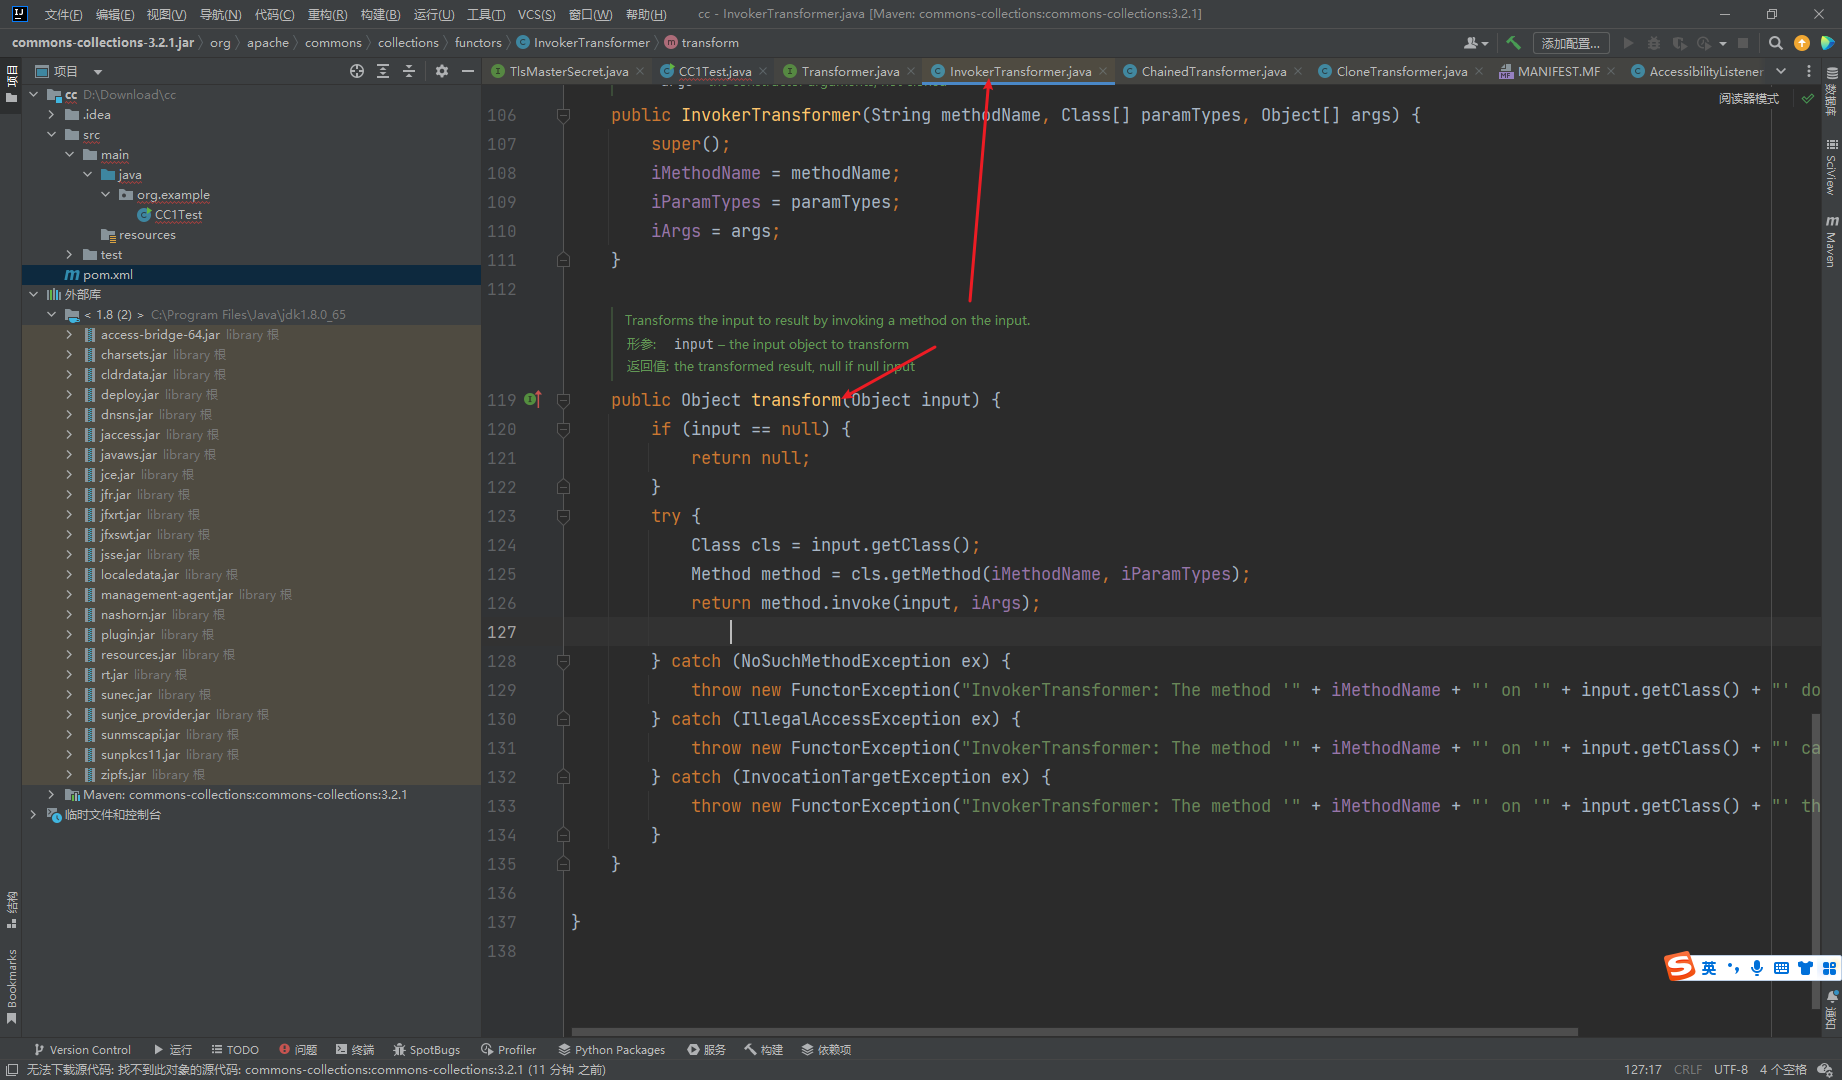 文件(F) 编辑(E) 视图(V) 导航(N) 代码(C) 重构(R) 构建(B) 运行(U) 工具(T) VCS(S) 窗口(W) 帮助(H) cc - InvokerTransformer.java [Maven: commons-collections:commons-collections:3.2.1]
commons-collections-3.2.1.jar org apache commons collections functors InvokerTransformer transform 添加配置...
项目
TlsMasterSecret.java CC1Test.java Transformer.java InvokerTransformer.java ChainedTransformer.java CloneTransformer.java MANIFEST.MF AccessibilityListener
cc D:\Download\cc
.idea
src
main
java
org.example
CC1Test
resources
test
pom.xml
外部库
< 1.8 (2) > C:\Program Files\Java\jdk1.8.0_65
access-bridge-64.jar library 根
charsets.jar library 根
cldrdata.jar library 根
deploy.jar library 根
dnsns.jar library 根
jaccess.jar library 根
javaws.jar library 根
jce.jar library 根
jfr.jar library 根
jfxrt.jar library 根
jfxswt.jar library 根
jsse.jar library 根
localedata.jar library 根
management-agent.jar library 根
nashorn.jar library 根
plugin.jar library 根
resources.jar library 根
rt.jar library 根
sunec.jar library 根
sunjce_provider.jar library 根
sunmscapi.jar library 根
sunpkcs11.jar library 根
zipfs.jar library 根
Maven: commons-collections:commons-collections:3.2.1
临时文件和控制台
阅读器模式
106 public InvokerTransformer(String methodName, Class[] paramTypes, Object[] args) {
107 super();
108 iMethodName = methodName;
109 iParamTypes = paramTypes;
110 iArgs = args;
111 }
112
Transforms the input to result by invoking a method on the input.
形参: input – the input object to transform
返回值: the transformed result, null if null input
119 public Object transform(Object input) {
120 if (input == null) {
121 return null;
122 }
123 try {
124 Class cls = input.getClass();
125 Method method = cls.getMethod(iMethodName, iParamTypes);
126 return method.invoke(input, iArgs);
127
128 } catch (NoSuchMethodException ex) {
129 throw new FunctorException("InvokerTransformer: The method '" + iMethodName + "' on '" + input.getClass() + "' do
130 } catch (IllegalAccessException ex) {
131 throw new FunctorException("InvokerTransformer: The method '" + iMethodName + "' on '" + input.getClass() + "' ca
132 } catch (InvocationTargetException ex) {
133 throw new FunctorException("InvokerTransformer: The method '" + iMethodName + "' on '" + input.getClass() + "' th
134 }
135 }
136
137 }
138
项目
结构
Bookmarks
数据库
SciView
Maven
通知
英
Version Control 运行 TODO 问题 终端 SpotBugs Profiler Python Packages 服务 构建 依赖项
无法下载源代码: 找不到此对象的源代码: commons-collections:commons-collections:3.2.1 (11 分钟 之前) 127:17 CRLF UTF-8 4 个空格